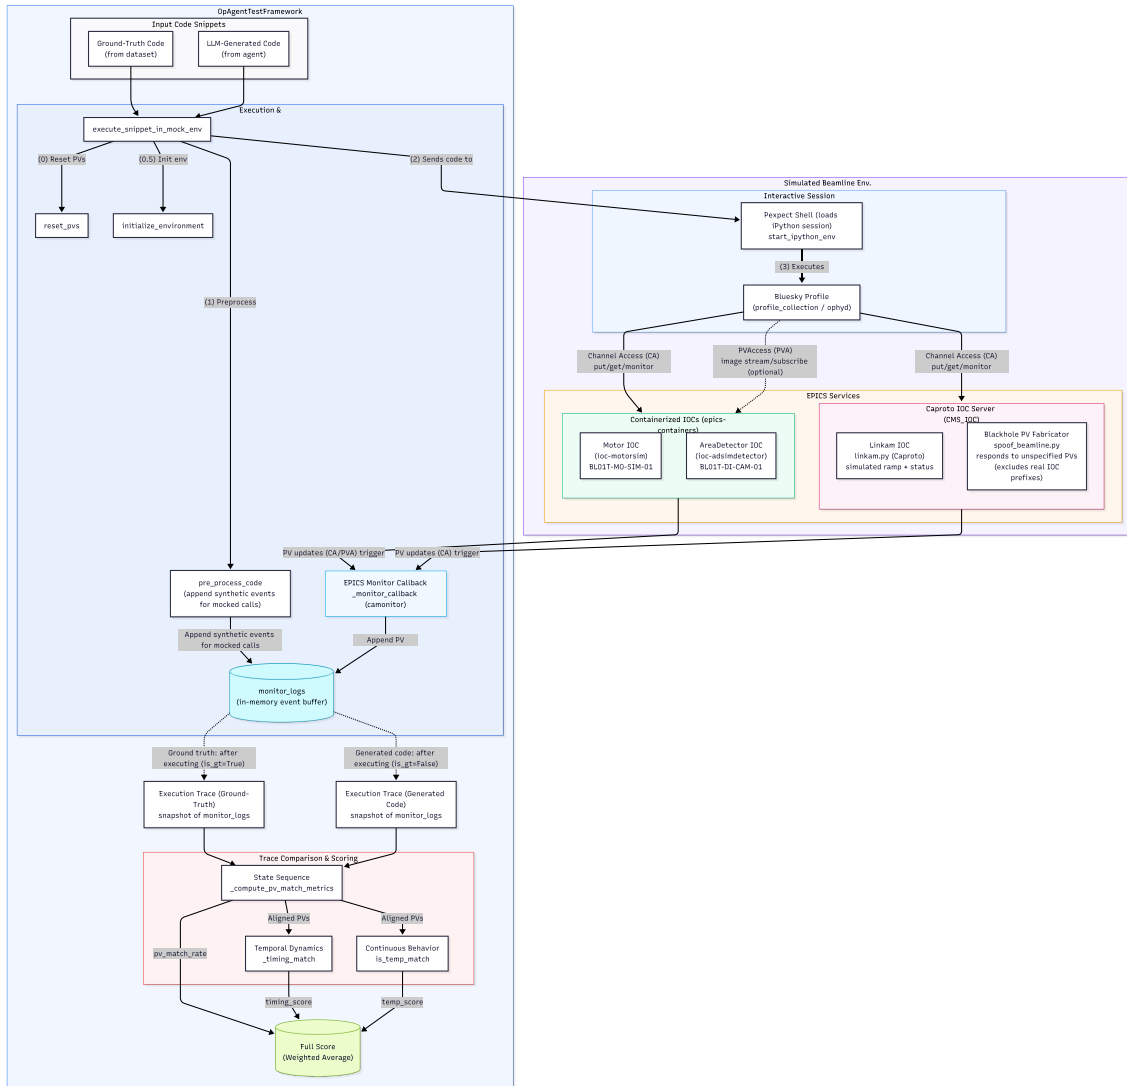 OpAgentTestFramework
Input Code Snippets
Ground-Truth Code
(from dataset)
LLM-Generated Code
(from agent)
Execution &
execute_snippet_in_mock_env
(0) Reset PVs
(0.5) Init env
(2) Sends code to
reset_pvs
initialize_environment
(1) Preprocess
Simulated Beamline Env.
Interactive Session
Pexpect Shell (loads
iPython session)
start_ipython_env
(3) Executes
Bluesky Profile
(profile_collection / ophyd)
Channel Access (CA)
put/get/monitor
PVAccess (PVA)
image stream/subscribe
(optional)
Channel Access (CA)
put/get/monitor
EPICS Services
Containerized IOCs (epics-
containers)
Motor IOC
(ioc-motorsim)
BL01T-MO-SIM-01
AreaDetector IOC
(ioc-adsimdetector)
BL01T-DI-CAM-01
Caproto IOC Server
(CMS_IOC)
Linkam IOC
linkam.py (Caproto)
simulated ramp + status
Blackhole PV Fabricator
spoof_beamline.py
responds to unspecified PVs
(excludes real IOC
prefixes)
PV updates (CA/PVA) trigger
PV updates (CA) trigger
pre_process_code
(append synthetic events
for mocked calls)
EPICS Monitor Callback
_monitor_callback
(camonitor)
Append synthetic events
for mocked calls
Append PV
monitor_logs
(in-memory event buffer)
Ground truth: after
executing (is_gt=True)
Generated code: after
executing (is_gt=False)
Execution Trace (Ground-
Truth)
snapshot of monitor_logs
Execution Trace (Generated
Code)
snapshot of monitor_logs
Trace Comparison & Scoring
State Sequence
_compute_pv_match_metrics
Aligned PVs
Aligned PVs
pv_match_rate
Temporal Dynamics
_timing_match
Continuous Behavior
is_temp_match
timing_score
temp_score
Full Score
(Weighted Average)